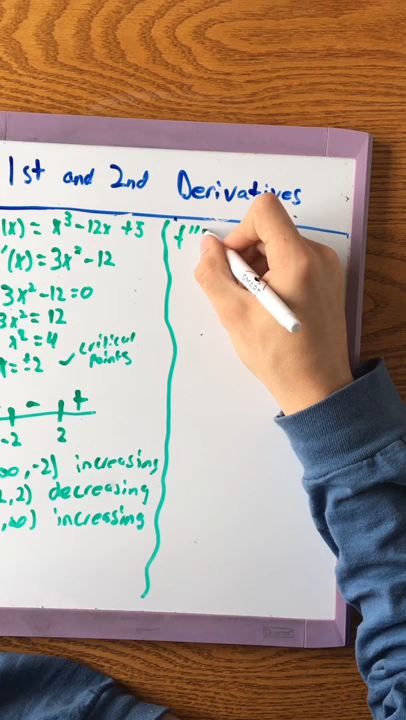 1st and 2nd Derivatives
(x) = x³-12x +5
'(x) = 3x²-12
3x²-12=0
3x²= 12
x²= 4
x= ±2 ✓ critical points
- +
-2 2
∞,-2) increasing
2,2) decreasing
,∞) increasing
f"